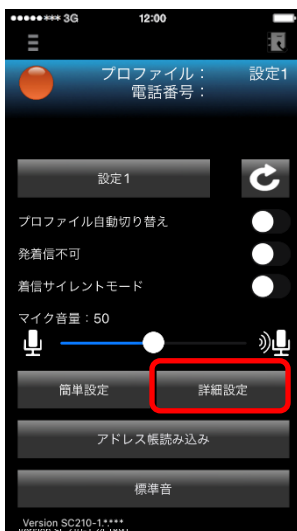 ●●●●●*** 3G 12:00
プロファイル： 設定1
電話番号：
設定1
プロファイル自動切り替え
発着信不可
着信サイレントモード
マイク音量：50
簡単設定 詳細設定
アドレス帳読み込み
標準音
Version SC210-1.*.***